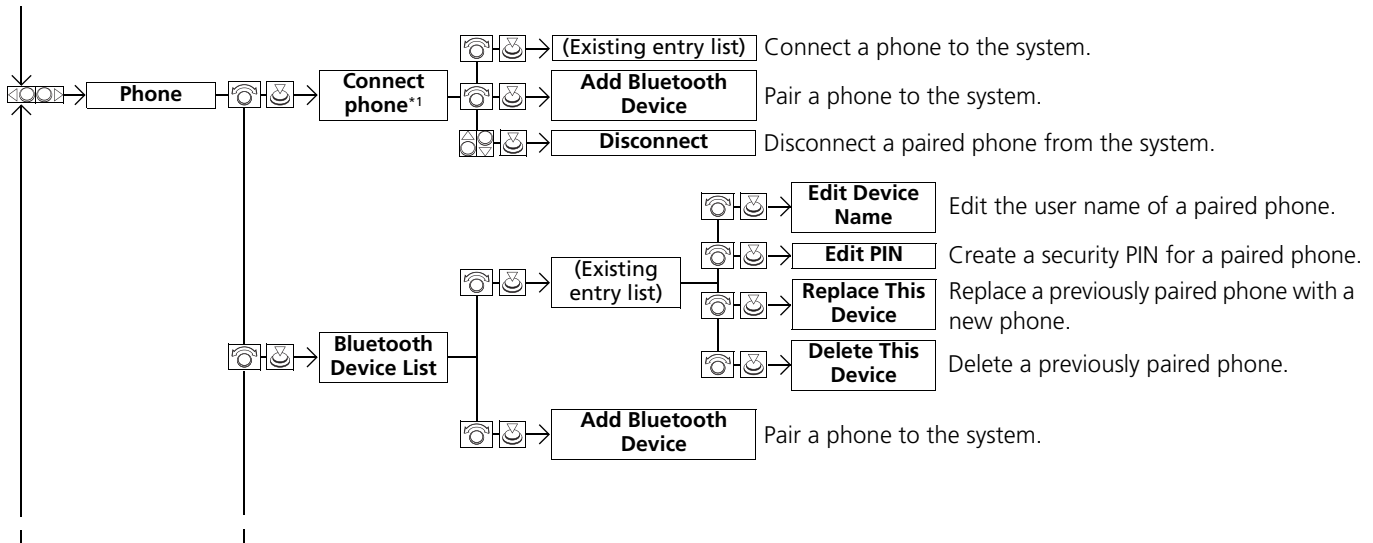 (Existing entry list) Connect a phone to the system.
Phone
Connect
phone*1
Add Bluetooth
Device
Pair a phone to the system.
Disconnect Disconnect a paired phone from the system.
Edit Device
Name
Edit the user name of a paired phone.
(Existing
entry list)
Edit PIN Create a security PIN for a paired phone.
Replace This
Device
Replace a previously paired phone with a
new phone.
Bluetooth
Device List
Delete This
Device
Delete a previously paired phone.
Add Bluetooth
Device
Pair a phone to the system.